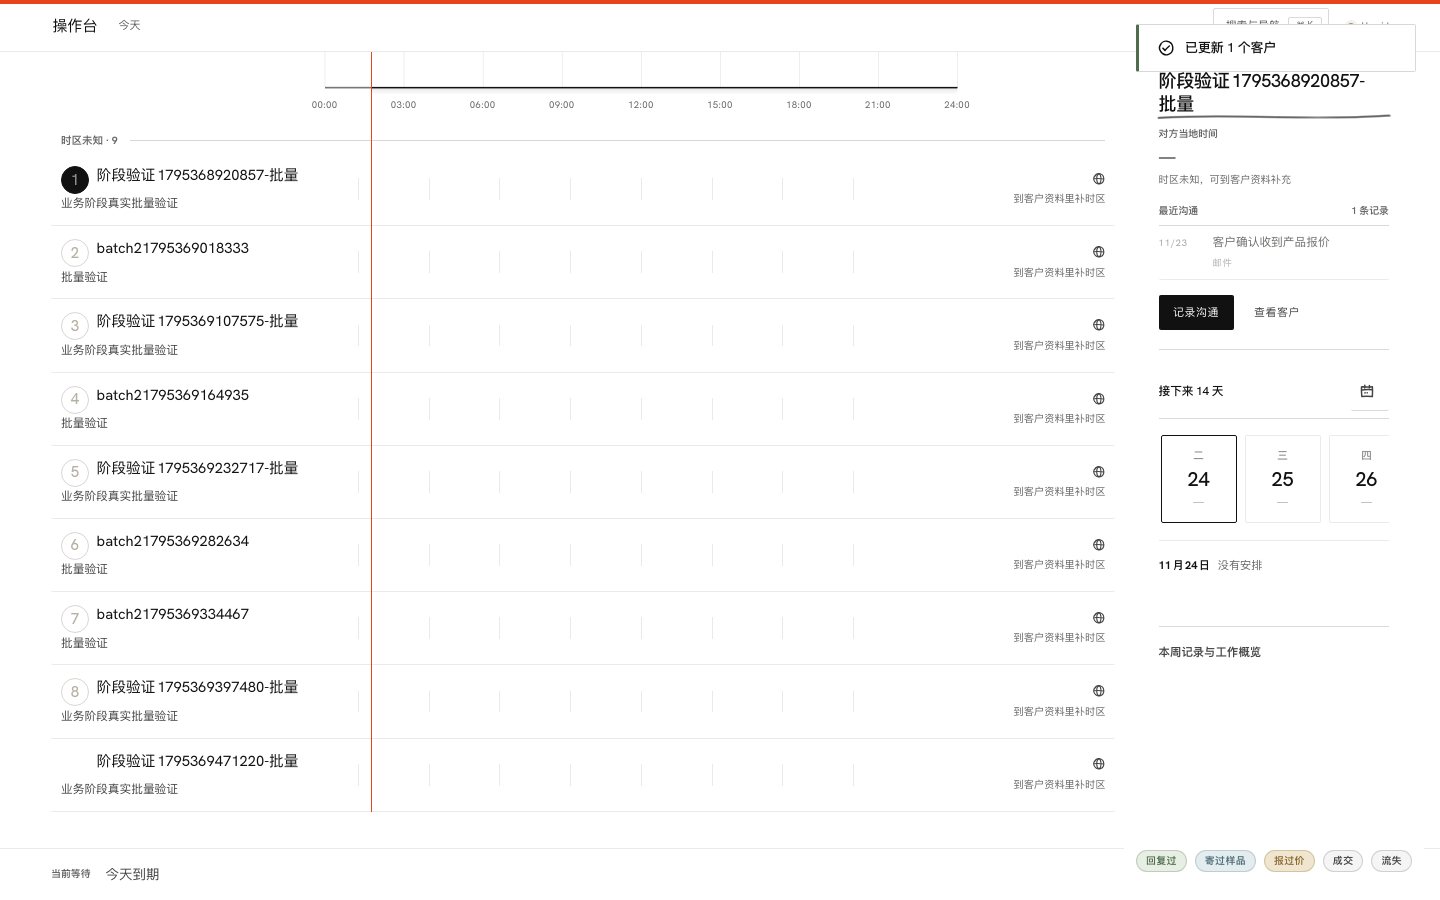 操作台
今天
已更新 1 个客户
00:00 03:00 06:00 09:00 12:00 15:00 18:00 21:00 24:00
时区未知 · 9
1 阶段验证 1795368920857-批量
业务阶段真实批量验证
到客户资料里补时区
2 batch21795369018333
批量验证
到客户资料里补时区
3 阶段验证 1795369107575-批量
业务阶段真实批量验证
到客户资料里补时区
4 batch21795369164935
批量验证
到客户资料里补时区
5 阶段验证 1795369232717-批量
业务阶段真实批量验证
到客户资料里补时区
6 batch21795369282634
批量验证
到客户资料里补时区
7 batch21795369334467
批量验证
到客户资料里补时区
8 阶段验证 1795369397480-批量
业务阶段真实批量验证
到客户资料里补时区
阶段验证 1795369471220-批量
业务阶段真实批量验证
到客户资料里补时区
当前等待 今天到期
阶段验证 1795368920857-
批量
对方当地时间
—
时区未知，可到客户资料补充
最近沟通 1 条记录
11/23 客户确认收到产品报价
邮件
记录沟通 查看客户
接下来 14 天
二 三 四
24 25 26
— — —
11月24日 没有安排
本周记录与工作概览
回复过 寄过样品 报过价 成交 流失